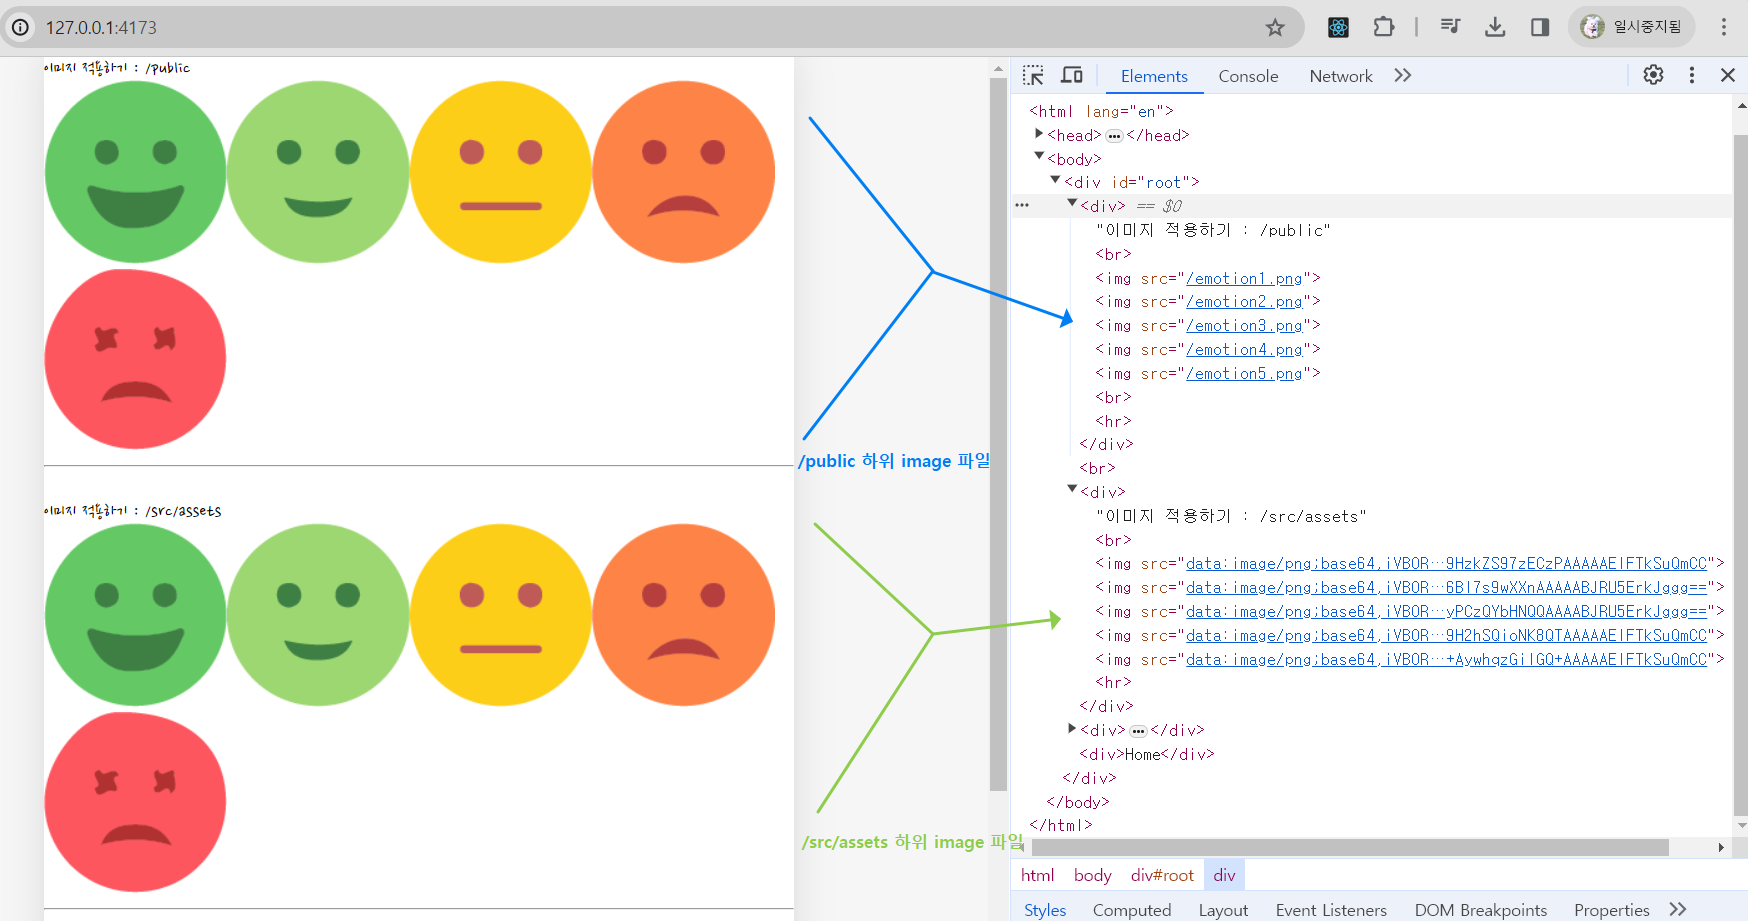 127.0.0.1:4173
일시중지됨
이미지 적용하기 : /public
/public 하위 image 파일
이미지 적용하기 : /src/assets
/src/assets 하위 image 파일
Elements Console Network
<html lang="en">
<head>…</head>
<body>
<div id="root">
<div> == $0
"이미지 적용하기 : /public"
<br>
<img src="/emotion1.png">
<img src="/emotion2.png">
<img src="/emotion3.png">
<img src="/emotion4.png">
<img src="/emotion5.png">
<br>
<hr>
</div>
<br>
<div>
"이미지 적용하기 : /src/assets"
<br>
<img src="data:image/png;base64,iVBOR…9HzkZS97zECzPAAAAAElFTkSuQmCC">
<img src="data:image/png;base64,iVBOR…6Bl7s9wXXnAAAAABJRU5ErkJggg==">
<img src="data:image/png;base64,iVBOR…yPCzQYbHNQQAAAABJRU5ErkJggg==">
<img src="data:image/png;base64,iVBOR…9H2hSQioNK8QTAAAAAElFTkSuQmCC">
<img src="data:image/png;base64,iVBOR…+AywhqzGilGQ+AAAAAElFTkSuQmCC">
<hr>
</div>
<div>…</div>
<div>Home</div>
</div>
</body>
</html>
html body div#root div
Styles Computed Layout Event Listeners DOM Breakpoints Properties